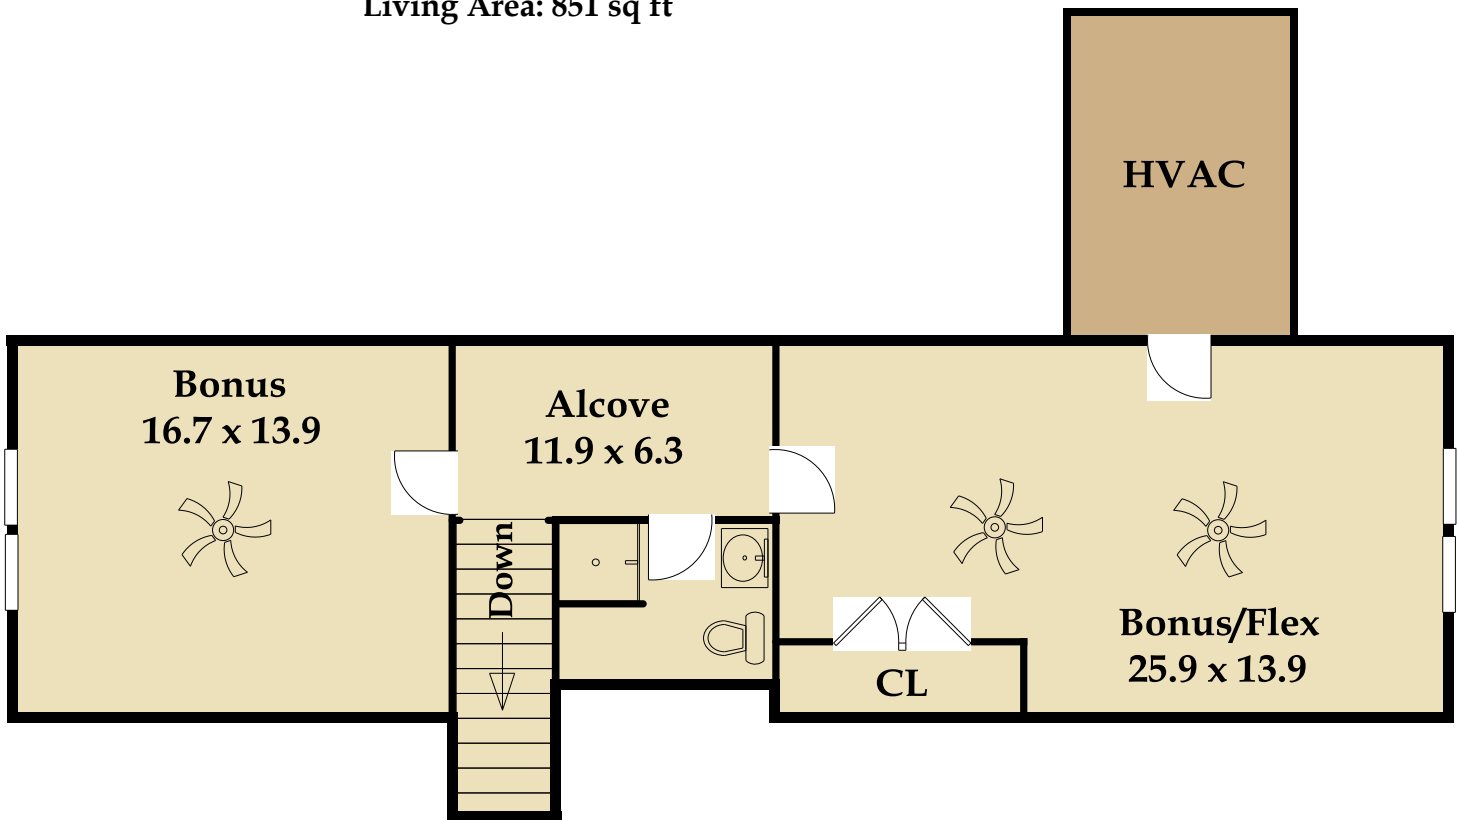 Living Area: 851 sq ft
HVAC
Bonus
16.7 x 13.9
Alcove
11.9 x 6.3
Down
Bonus/Flex
25.9 x 13.9
CL